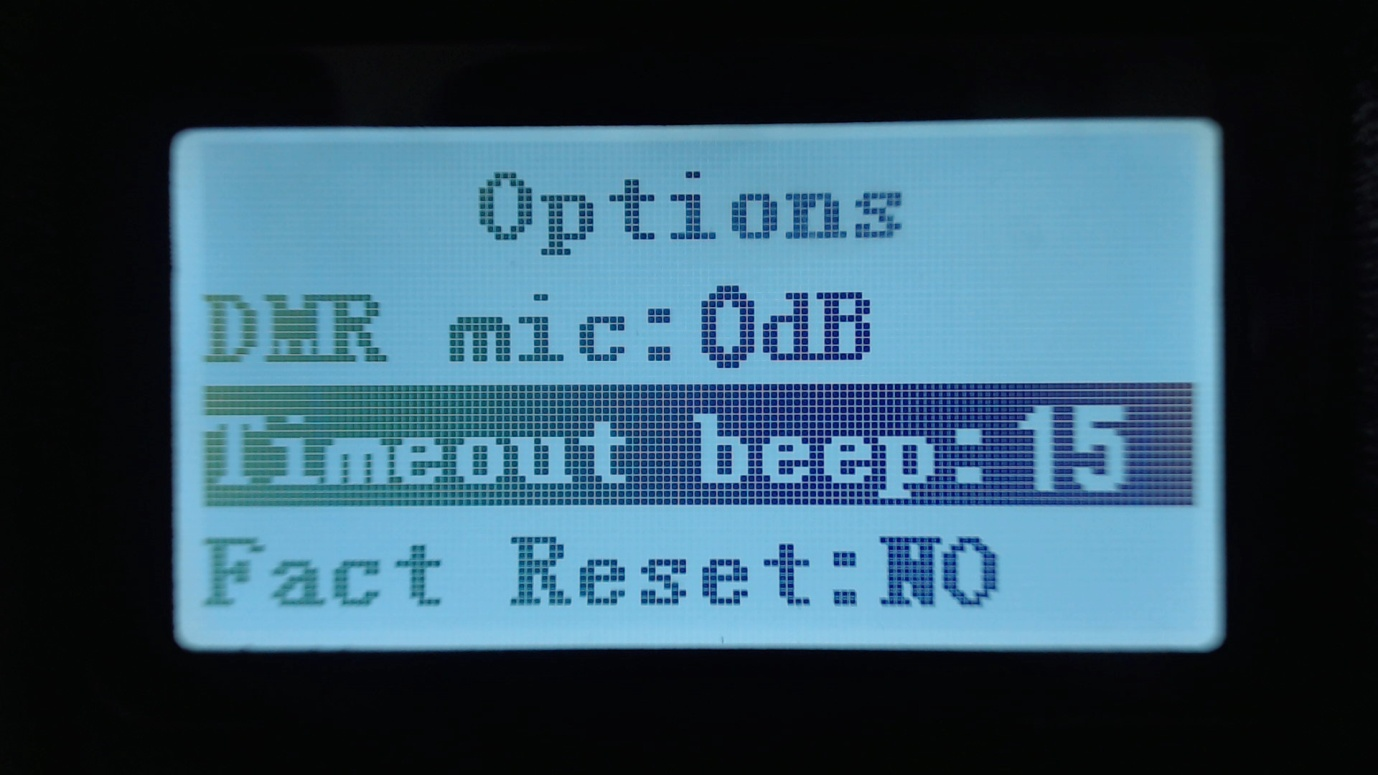 Options
DMR mic:0dB
Timeout beep:15
Fact Reset:NO